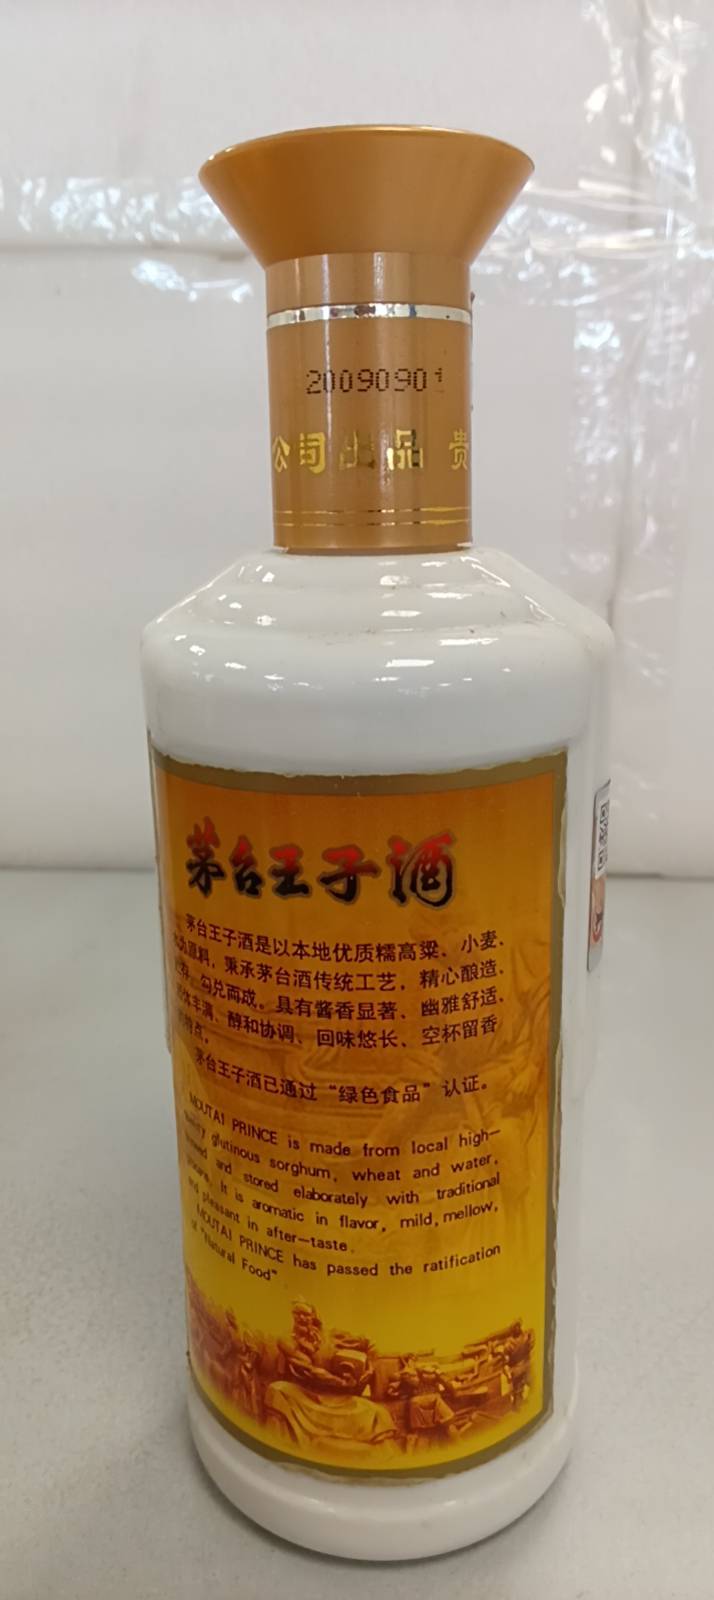 2009090
公司出品 贵
茅台王子酒
茅台王子酒是以本地优质糯高粱、小麦、
为原料，秉承茅台酒传统工艺，精心酿造、
勾兑而成。具有酱香显著、幽雅舒适、
丰满、醇和协调、回味悠长、空杯留香
特点。
茅台王子酒已通过“绿色食品”认证。
MOUTAI PRINCE is made from local high—
glutinous sorghum, wheat and water,
and stored elaborately with traditional
It is aromatic in flavor, mild, mellow,
and pleasant in after—taste.
MOUTAI PRINCE has passed the ratification
of "Natural Food"